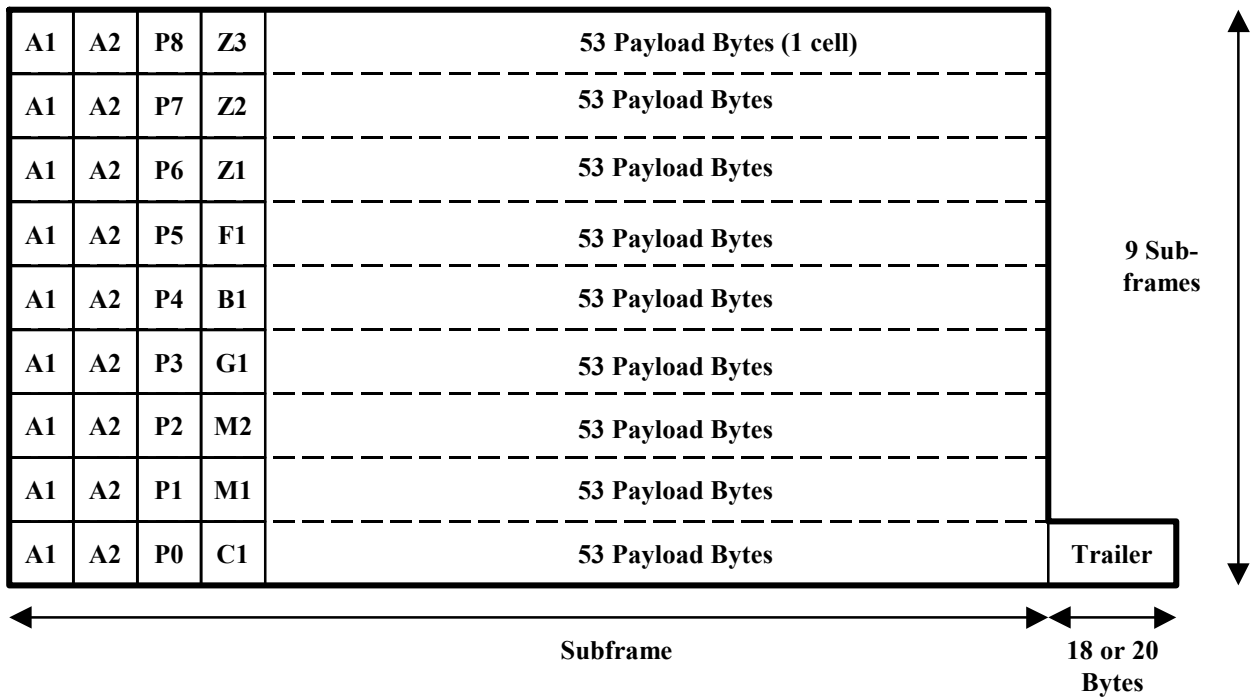 A1 A2 P8 Z3 53 Payload Bytes (1 cell)
A1 A2 P7 Z2 53 Payload Bytes
A1 A2 P6 Z1 53 Payload Bytes
A1 A2 P5 F1 53 Payload Bytes
A1 A2 P4 B1 53 Payload Bytes
A1 A2 P3 G1 53 Payload Bytes
A1 A2 P2 M2 53 Payload Bytes
A1 A2 P1 M1 53 Payload Bytes
A1 A2 P0 C1 53 Payload Bytes Trailer
9 Sub-
frames
Subframe
18 or 20
Bytes